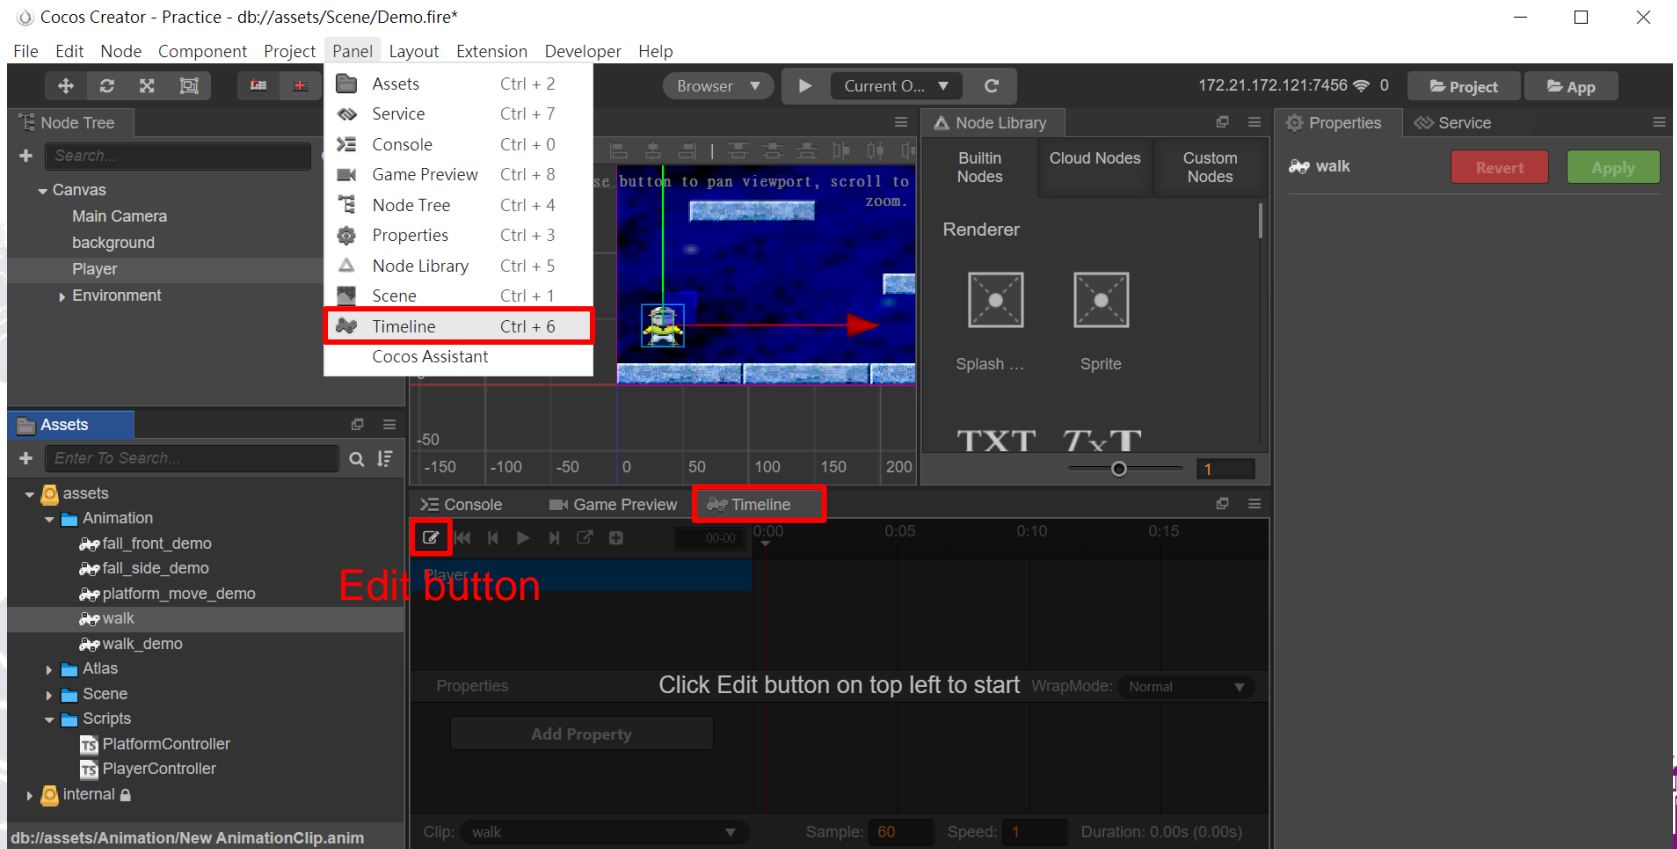 Cocos Creator - Practice - db://assets/Scene/Demo.fire*
File Edit Node Component Project Panel Layout Extension Developer Help
Browser Current O... 172.21.172.121:7456 0 Project App
Node Tree
Search...
Canvas
Main Camera
background
Player
Environment
Assets Ctrl + 2
Service Ctrl + 7
Console Ctrl + 0
Game Preview Ctrl + 8
Node Tree Ctrl + 4
Properties Ctrl + 3
Node Library Ctrl + 5
Scene Ctrl + 1
Timeline Ctrl + 6
Cocos Assistant
se button to pan viewport, scroll to
zoom.
-50
-150 -100 -50 0 50 100 150 200
Node Library
Builtin Nodes
Cloud Nodes
Custom Nodes
Renderer
Splash ...
Sprite
TXT TxT
1
Properties Service
walk Revert Apply
Assets
Enter To Search...
assets
Animation
fall_front_demo
fall_side_demo
platform_move_demo
walk
walk_demo
Atlas
Scene
Scripts
TS PlatformController
TS PlayerController
internal
db://assets/Animation/New AnimationClip.anim
Console Game Preview Timeline
00-00 0:00 0:05 0:10 0:15
Player
Edit button
Properties Click Edit button on top left to start WrapMode: Normal
Add Property
Clip: walk Sample: 60 Speed: 1 Duration: 0.00s (0.00s)